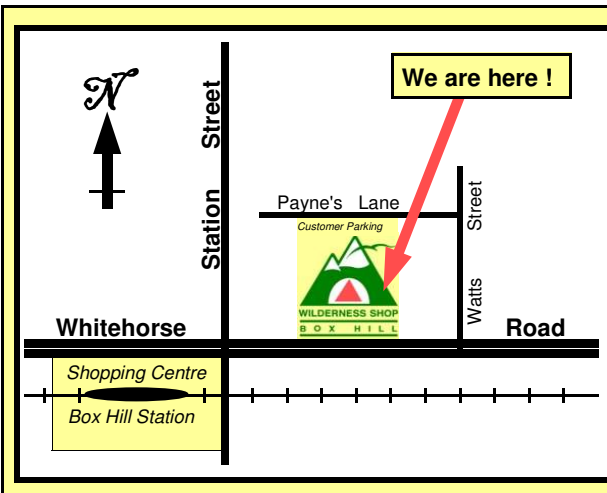 We are here !
N
Station Street
Payne's Lane
Customer Parking
Watts Street
WILDERNESS SHOP
BOX HILL
Whitehorse Road
Shopping Centre
Box Hill Station